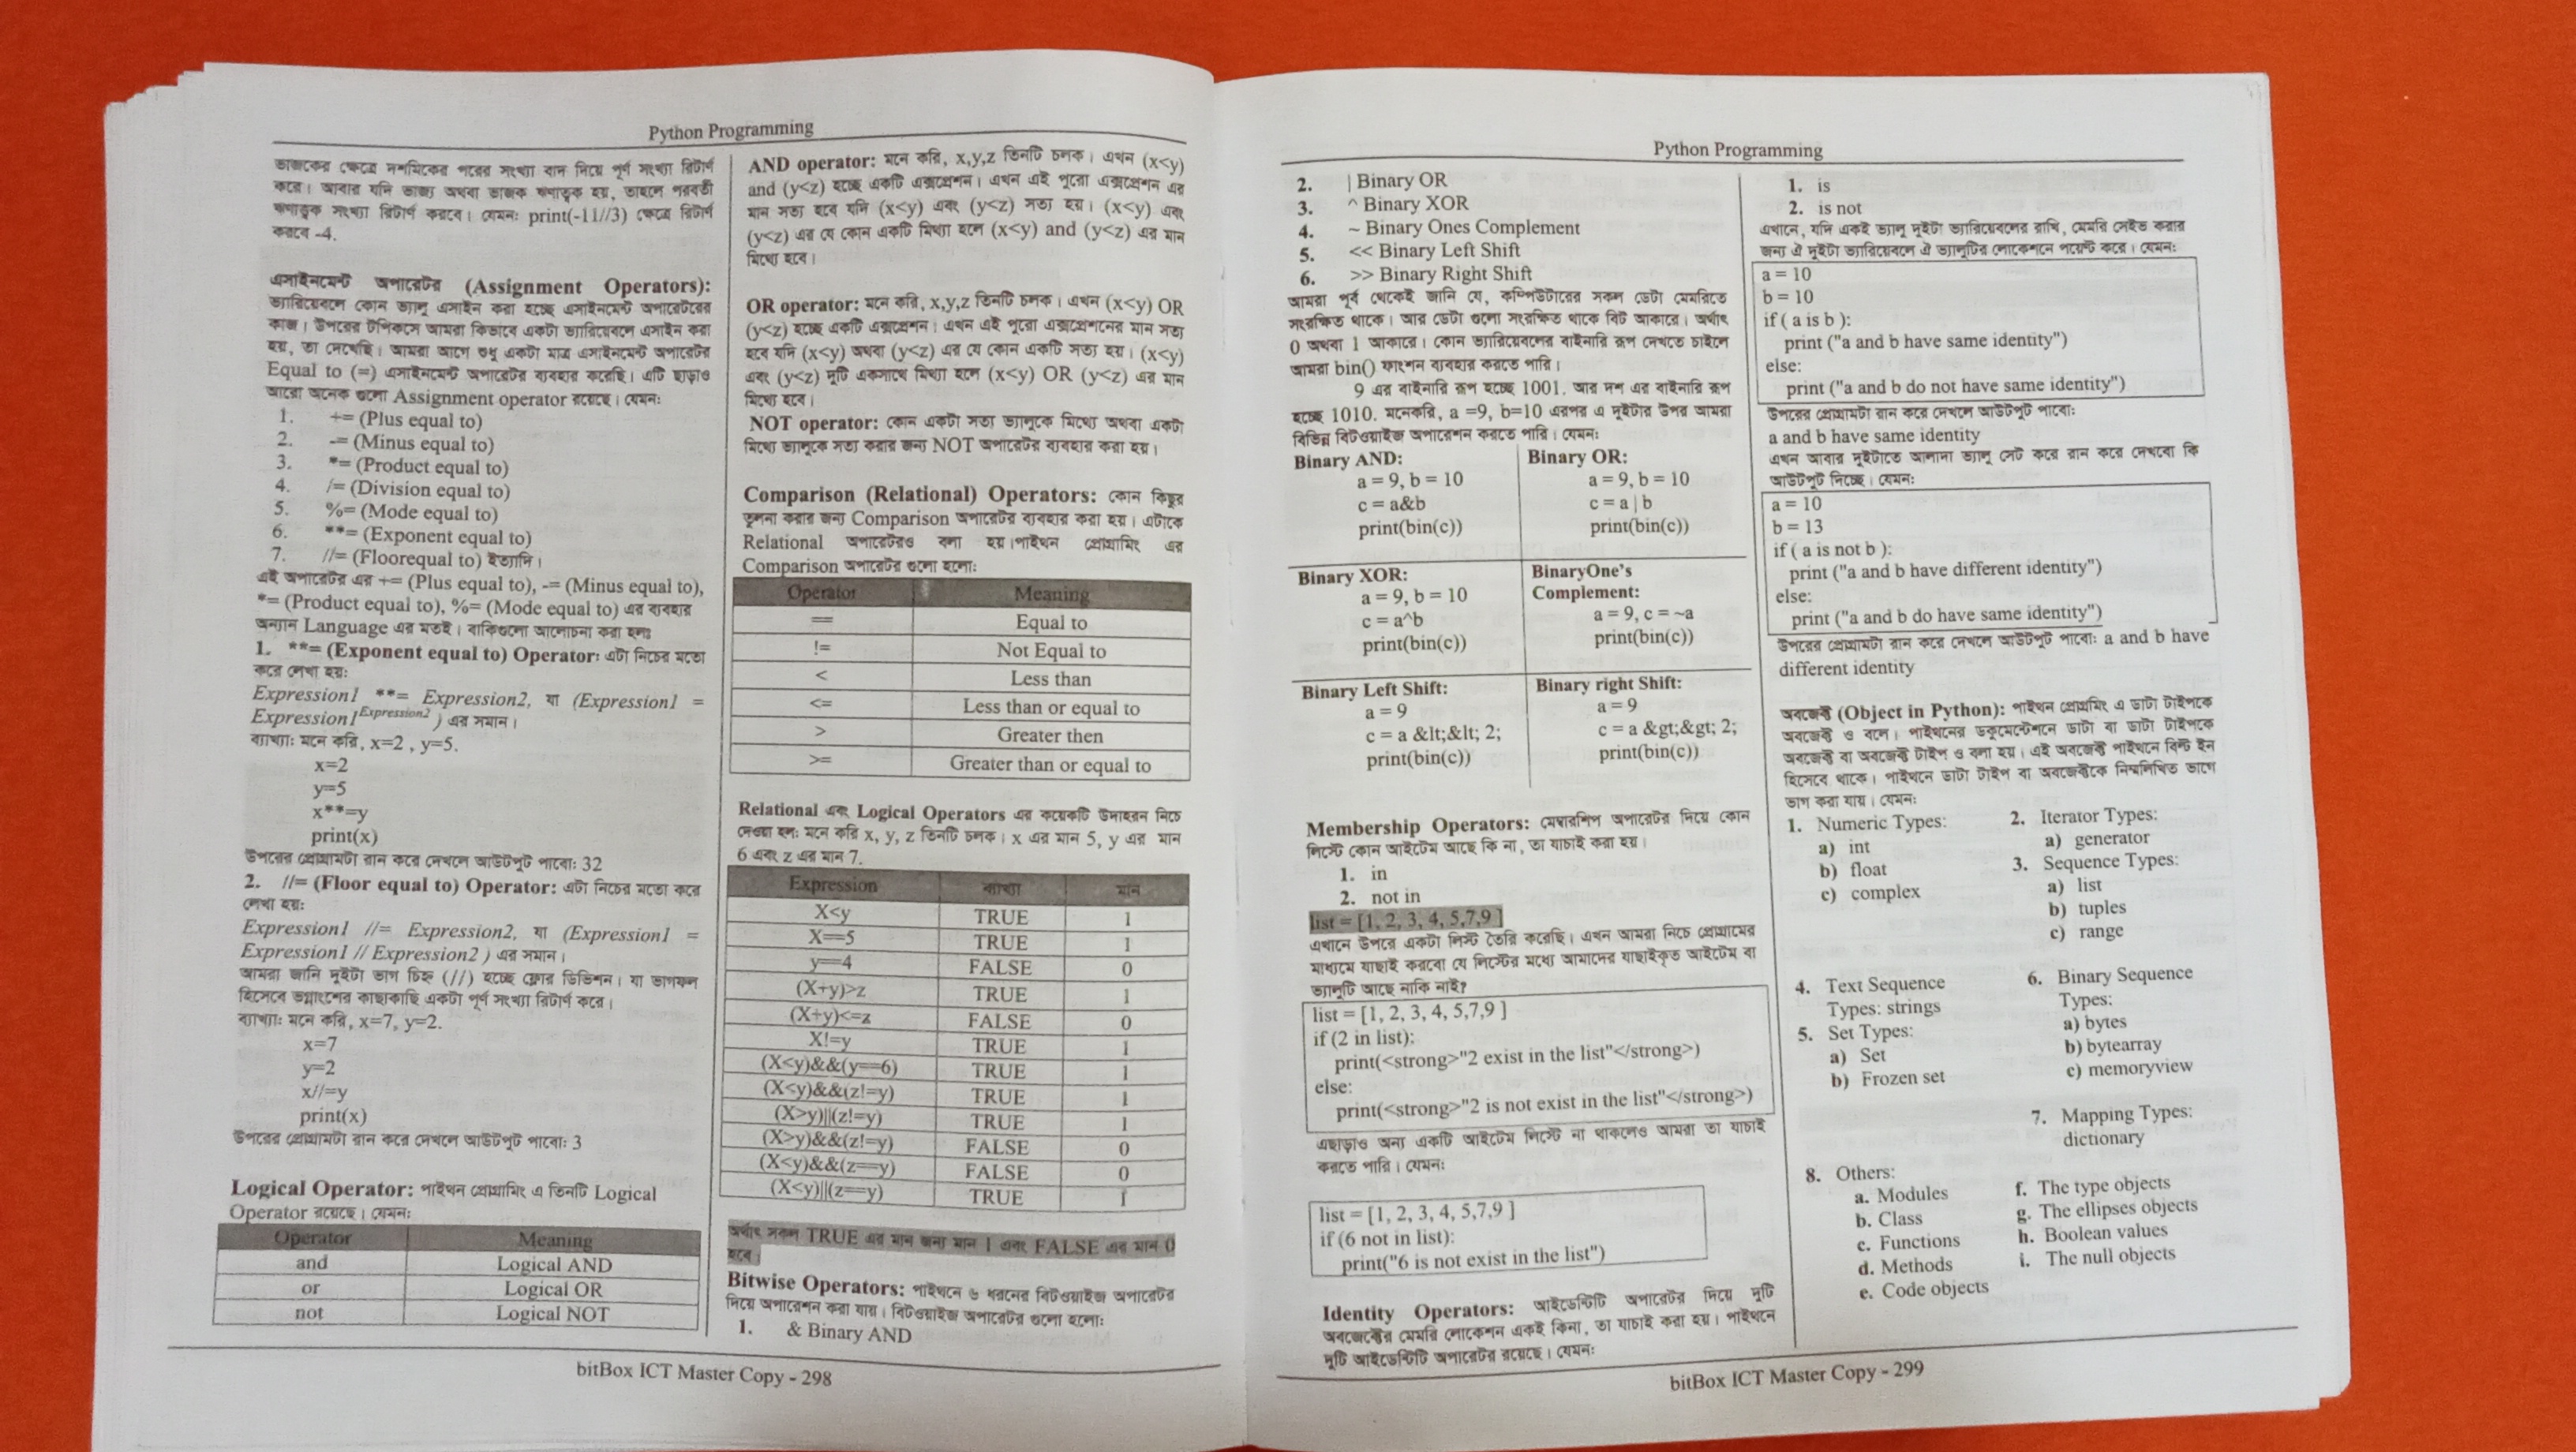 Python Programming
ভাজকের ক্ষেত্রে দশমিকের পরের সংখ্যা বাদ দিয়ে পূর্ণ সংখ্যা রিটার্ণ
করে। আবার যদি ভাজ্য অথবা ভাজক ঋণাত্বক হয়, তাহলে পরবর্তী
ঋণাত্বক সংখ্যা রিটার্ণ করবে। যেমনঃ print(-11//3) ক্ষেত্রে রিটার্ণ
করবে -4.
এসাইনমেন্ট অপারেটর (Assignment Operators):
ভ্যারিয়েবলে কোন ভ্যালু এসাইন করা হচ্ছে এসাইনমেন্ট অপারেটরের
কাজ। উপরের টপিকসে আমরা কিভাবে একটা ভ্যারিয়েবলে এসাইন করা
হয়, তা দেখেছি। আমরা আগে শুধু একটা মাত্র এসাইনমেন্ট অপারেটর
Equal to (=) এসাইনমেন্ট অপারেটর ব্যবহার করেছি। এটি ছাড়াও
আরো অনেক গুলো Assignment operator রয়েছে। যেমনঃ
1. += (Plus equal to)
2. -= (Minus equal to)
3. *= (Product equal to)
4. /= (Division equal to)
5. %= (Mode equal to)
6. **= (Exponent equal to)
7. //= (Floorequal to) ইত্যাদি।
এই অপারেটর এর += (Plus equal to), -= (Minus equal to),
*= (Product equal to), %= (Mode equal to) এর ব্যবহার
অন্যান Language এর মতই। বাকিগুলো আলোচনা করা হলঃ
1. **= (Exponent equal to) Operator: এটা নিচের মতো
করে লেখা হয়ঃ
Expression1 **= Expression2, যা (Expression1 =
Expression1^Expression2 ) এর সমান।
ব্যাখ্যাঃ মনে করি, x=2 , y=5.
x=2
y=5
x**=y
print(x)
উপরের প্রোগ্রামটা রান করে দেখলে আউটপুট পাবোঃ 32
2. //= (Floor equal to) Operator: এটা নিচের মতো করে
লেখা হয়ঃ
Expression1 //= Expression2, যা (Expression1 =
Expression1 // Expression2 ) এর সমান।
আমরা জানি দুইটা ভাগ চিহ্ন (//) হচ্ছে ফ্লোর ডিভিশন। যা ভাগফল
হিসেবে ভগ্নাংশের কাছাকাছি একটা পূর্ণ সংখ্যা রিটার্ণ করে।
ব্যাখ্যাঃ মনে করি, x=7, y=2.
x=7
y=2
x//=y
print(x)
উপরের প্রোগ্রামটা রান করে দেখলে আউটপুট পাবোঃ 3
Logical Operator: পাইথন প্রোগ্রামিং এ তিনটি Logical
Operator রয়েছে। যেমনঃ
Operator Meaning
and Logical AND
or Logical OR
not Logical NOT
AND operator: মনে করি, x,y,z তিনটি চলক। এখন (x<y)
and (y<z) হচ্ছে একটি এক্সপ্রেশন। এখন এই পুরো এক্সপ্রেশন এর
মান সত্য হবে যদি (x<y) এবং (y<z) সত্য হয়। (x<y) এবং
(y<z) এর যে কোন একটি মিথ্যা হলে (x<y) and (y<z) এর মান
মিথ্যে হবে।
OR operator: মনে করি, x,y,z তিনটি চলক। এখন (x<y) OR
(y<z) হচ্ছে একটি এক্সপ্রেশন। এখন এই পুরো এক্সপ্রেশনের মান সত্য
হবে যদি (x<y) অথবা (y<z) এর যে কোন একটি সত্য হয়। (x<y)
এবং (y<z) দুটি একসাথে মিথ্যা হলে (x<y) OR (y<z) এর মান
মিথ্যে হবে।
NOT operator: কোন একটা সত্য ভ্যালুকে মিথ্যে অথবা একটা
মিথ্যে ভ্যালুকে সত্য করার জন্য NOT অপারেটর ব্যবহার করা হয়।
Comparison (Relational) Operators: কোন কিছুর
তুলনা করার জন্য Comparison অপারেটর ব্যবহার করা হয়। এটাকে
Relational অপারেটরও বলা হয়।পাইথন প্রোগ্রামিং এর
Comparison অপারেটর গুলো হলোঃ
Operator Meaning
== Equal to
!= Not Equal to
< Less than
<= Less than or equal to
> Greater then
>= Greater than or equal to
Relational এবং Logical Operators এর কয়েকটি উদাহরন নিচে
দেওয়া হলঃ মনে করি x, y, z তিনটি চলক। x এর মান 5, y এর মান
6 এবং z এর মান 7.
Expression ব্যাখ্যা মান
X<y TRUE 1
X==5 TRUE 1
y==4 FALSE 0
(X+y)>z TRUE 1
(X+y)<=z FALSE 0
X!=y TRUE 1
(X<y)&&(y==6) TRUE 1
(X<y)&&(z!=y) TRUE 1
(X>y)||(z!=y) TRUE 1
(X>y)&&(z!=y) FALSE 0
(X<y)&&(z==y) FALSE 0
(X<y)||(z==y) TRUE 1
অর্থাৎ সকল TRUE এর মান জন্য মান 1 এবং FALSE এর মান 0
হবে।
Bitwise Operators: পাইথনে ৬ ধরনের বিটওয়াইজ অপারেটর
দিয়ে অপারেশন করা যায়। বিটওয়াইজ অপারেটর গুলো হলোঃ
1. & Binary AND
bitBox ICT Master Copy - 298
Python Programming
2. | Binary OR
3. ^ Binary XOR
4. ~ Binary Ones Complement
5. << Binary Left Shift
6. >> Binary Right Shift
আমরা পূর্ব থেকেই জানি যে, কম্পিউটারের সকল ডেটা মেমরিতে
সংরক্ষিত থাকে। আর ডেটা গুলো সংরক্ষিত থাকে বিট আকারে। অর্থাৎ
0 অথবা 1 আকারে। কোন ভ্যারিয়েবলের বাইনারি রূপ দেখতে চাইলে
আমরা bin() ফাংশন ব্যবহার করতে পারি।
9 এর বাইনারি রূপ হচ্ছে 1001. আর দশ এর বাইনারি রূপ
হচ্ছে 1010. মনেকরি, a =9, b=10 এরপর এ দুইটার উপর আমরা
বিভিন্ন বিটওয়াইজ অপারেশন করতে পারি। যেমনঃ
Binary AND: Binary OR:
a = 9, b = 10 a = 9, b = 10
c = a&b c = a | b
print(bin(c)) print(bin(c))
Binary XOR: BinaryOne's
Complement:
a = 9, b = 10 a = 9, c = ~a
c = a^b print(bin(c))
print(bin(c))
Binary Left Shift: Binary right Shift:
a = 9 a = 9
c = a &lt;&lt; 2; c = a &gt;&gt; 2;
print(bin(c)) print(bin(c))
Membership Operators: মেম্বারশিপ অপারেটর দিয়ে কোন
লিস্টে কোন আইটেম আছে কি না, তা যাচাই করা হয়।
1. in
2. not in
list = [1, 2, 3, 4, 5,7,9 ]
এখানে উপরে একটা লিস্ট তৈরি করেছি। এখন আমরা নিচে প্রোগ্রামের
মাধ্যমে যাছাই করবো যে লিস্টের মধ্যে আমাদের যাছাইকৃত আইটেম বা
ভ্যালুটি আছে নাকি নাই?
list = [1, 2, 3, 4, 5,7,9 ]
if (2 in list):
print(<strong>"2 exist in the list"</strong>)
else:
print(<strong>"2 is not exist in the list"</strong>)
এছাড়াও অন্য একটি আইটেম লিস্টে না থাকলেও আমরা তা যাচাই
করতে পারি। যেমনঃ
list = [1, 2, 3, 4, 5,7,9 ]
if (6 not in list):
print("6 is not exist in the list")
Identity Operators: আইডেন্টিটি অপারেটর দিয়ে দুটি
অবজেক্টের মেমরি লোকেশন একই কিনা, তা যাচাই করা হয়। পাইথনে
দুটি আইডেন্টিটি অপারেটর রয়েছে। যেমনঃ
1. is
2. is not
এখানে, যদি একই ভ্যালু দুইটা ভ্যারিয়েবলের রাখি, মেমরি সেইভ করার
জন্য ঐ দুইটা ভ্যারিয়েবলে ঐ ভ্যালুটির লোকেশনে পয়েন্ট করে। যেমনঃ
a = 10
b = 10
if ( a is b ):
print ("a and b have same identity")
else:
print ("a and b do not have same identity")
উপরের প্রোগ্রামটা রান করে দেখলে আউটপুট পাবোঃ
a and b have same identity
এখন আবার দুইটাতে আলাদা ভ্যালু সেট করে রান করে দেখবো কি
আউটপুট দিচ্ছে। যেমনঃ
a = 10
b = 13
if ( a is not b ):
print ("a and b have different identity")
else:
print ("a and b do have same identity")
উপরের প্রোগ্রামটা রান করে দেখলে আউটপুট পাবোঃ a and b have
different identity
অবজেক্ট (Object in Python): পাইথন প্রোগ্রামিং এ ডাটা টাইপকে
অবজেক্ট ও বলে। পাইথনের ডকুমেন্টেশনে ডাটা বা ডাটা টাইপকে
অবজেক্ট বা অবজেক্ট টাইপ ও বলা হয়। এই অবজেক্ট পাইথনে বিল্ট ইন
হিসেবে থাকে। পাইথনে ডাটা টাইপ বা অবজেক্টকে নিম্মলিখিত ভাগে
ভাগ করা যায়। যেমনঃ
1. Numeric Types:
a) int
b) float
c) complex
2. Iterator Types:
a) generator
3. Sequence Types:
a) list
b) tuples
c) range
4. Text Sequence
Types: strings
5. Set Types:
a) Set
b) Frozen set
6. Binary Sequence
Types:
a) bytes
b) bytearray
c) memoryview
7. Mapping Types:
dictionary
8. Others:
a. Modules
b. Class
c. Functions
d. Methods
e. Code objects
f. The type objects
g. The ellipses objects
h. Boolean values
i. The null objects
bitBox ICT Master Copy - 299